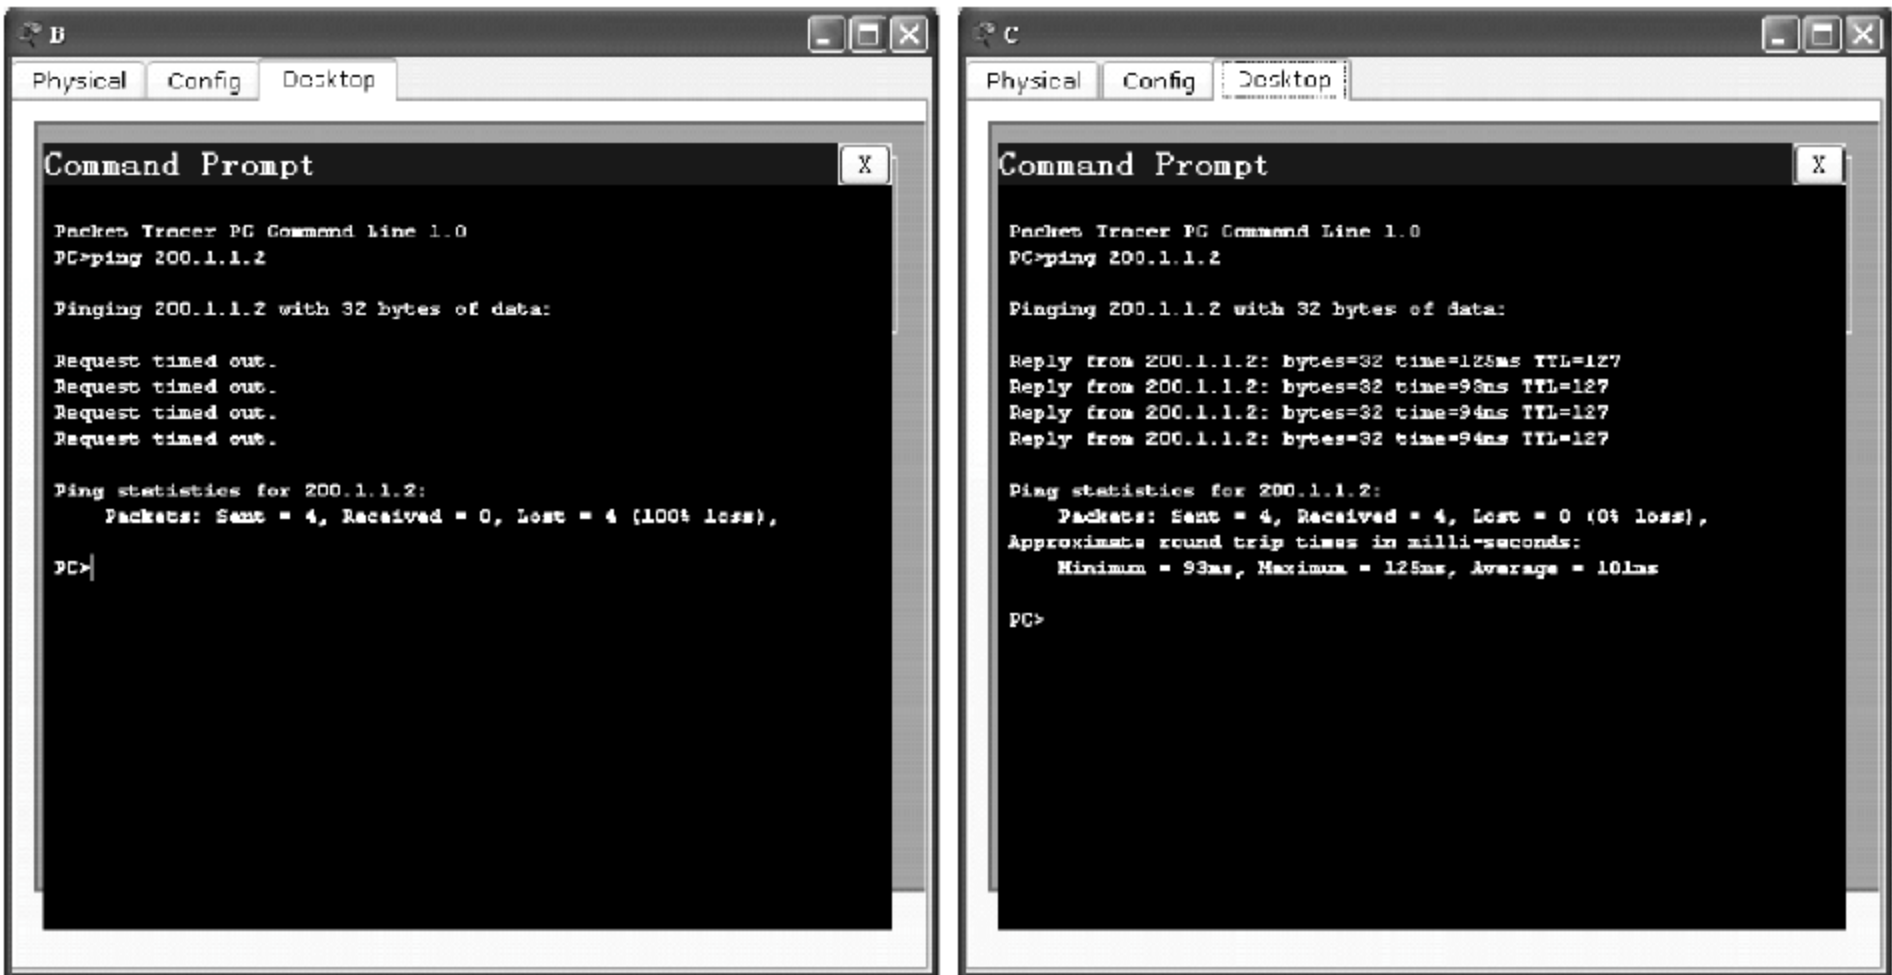 B
Physical Config Desktop
Command Prompt X
Packet Tracer PC Command Line 1.0
PC>ping 200.1.1.2
Pinging 200.1.1.2 with 32 bytes of data:
Request timed out.
Request timed out.
Request timed out.
Request timed out.
Ping statistics for 200.1.1.2:
Packets: Sent = 4, Received = 0, Lost = 4 (100% loss),
PC>
C
Physical Config Desktop
Command Prompt X
Packet Tracer PC Command Line 1.0
PC>ping 200.1.1.2
Pinging 200.1.1.2 with 32 bytes of data:
Reply from 200.1.1.2: bytes=32 time=125ms TTL=127
Reply from 200.1.1.2: bytes=32 time=93ms TTL=127
Reply from 200.1.1.2: bytes=32 time=94ms TTL=127
Reply from 200.1.1.2: bytes=32 time=94ms TTL=127
Ping statistics for 200.1.1.2:
Packets: Sent = 4, Received = 4, Lost = 0 (0% loss),
Approximate round trip times in milli-seconds:
Minimum = 93ms, Maximum = 125ms, Average = 101ms
PC>